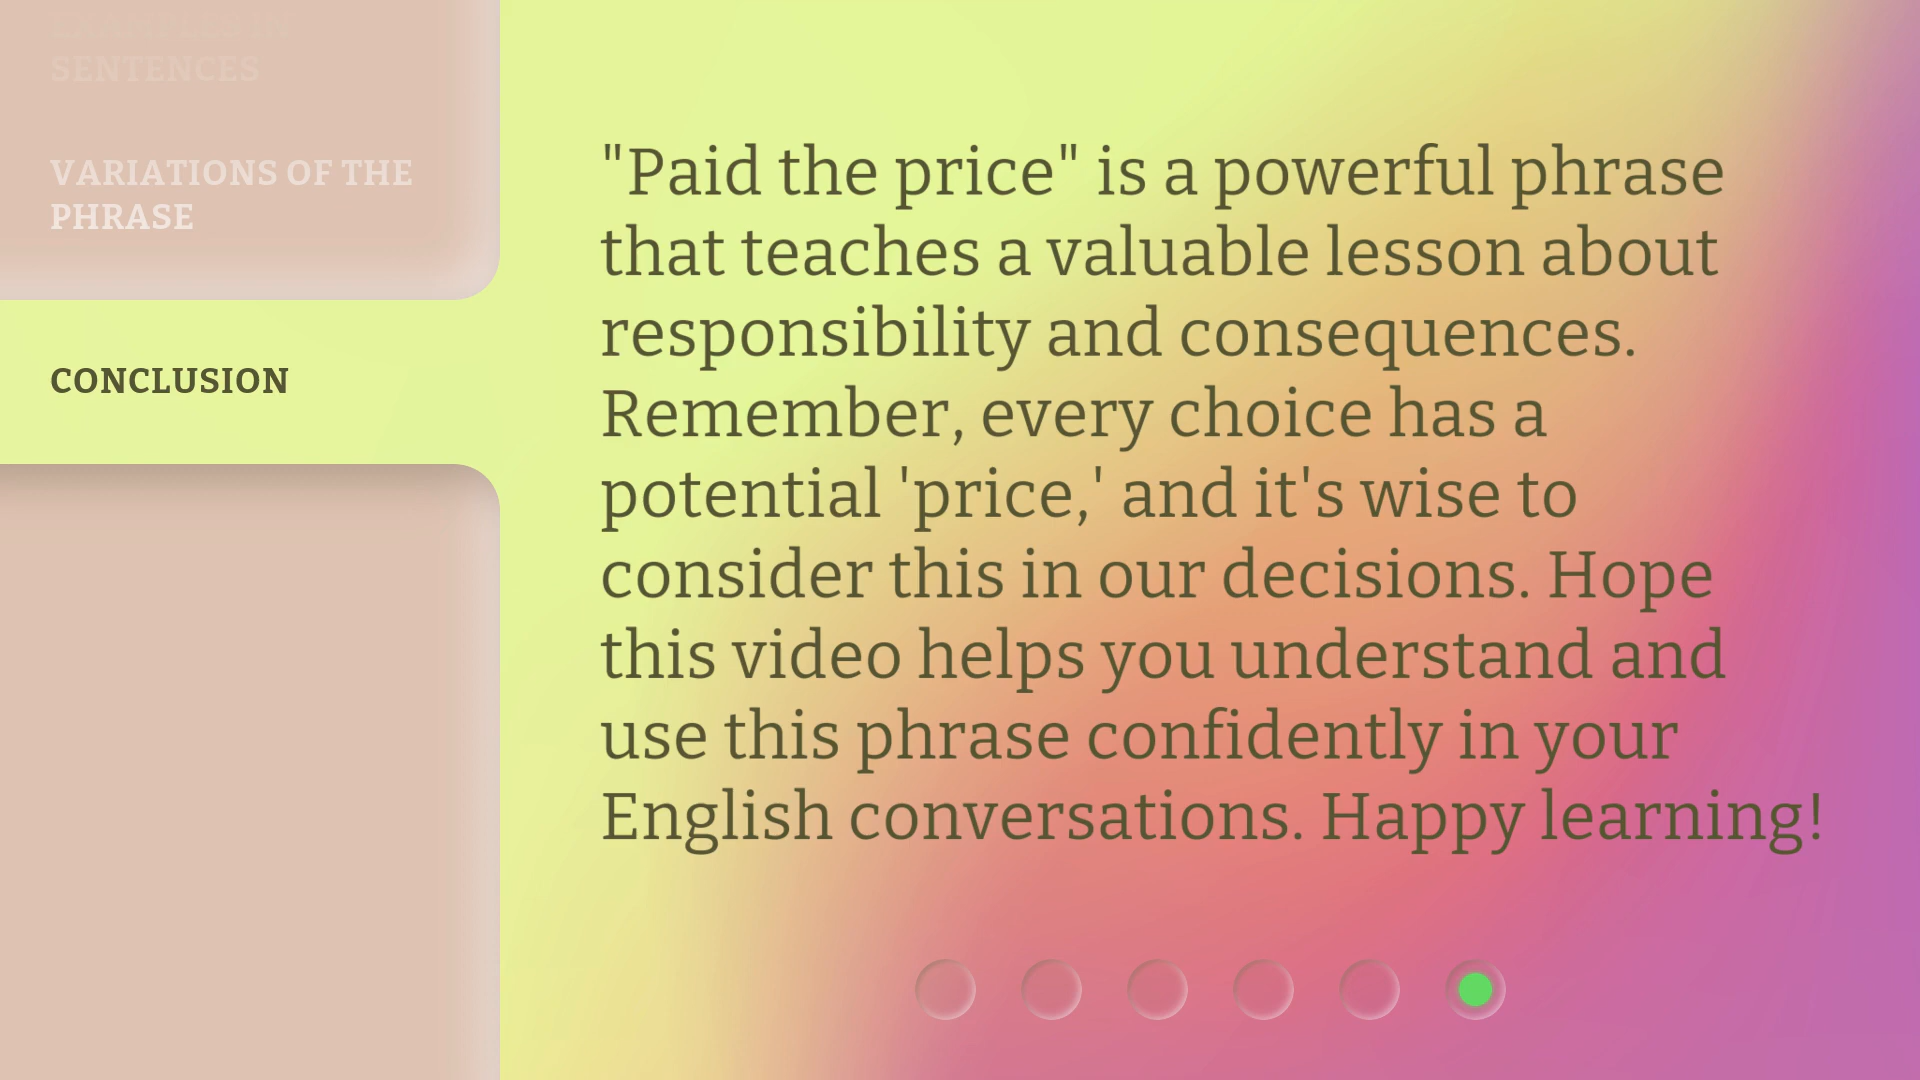 SENTENCES
VARIATIONS OF THE
PHRASE
CONCLUSION
"Paid the price" is a powerful phrase
that teaches a valuable lesson about
responsibility and consequences.
Remember, every choice has a
potential 'price,' and it's wise to
consider this in our decisions. Hope
this video helps you understand and
use this phrase confidently in your
English conversations. Happy learning!